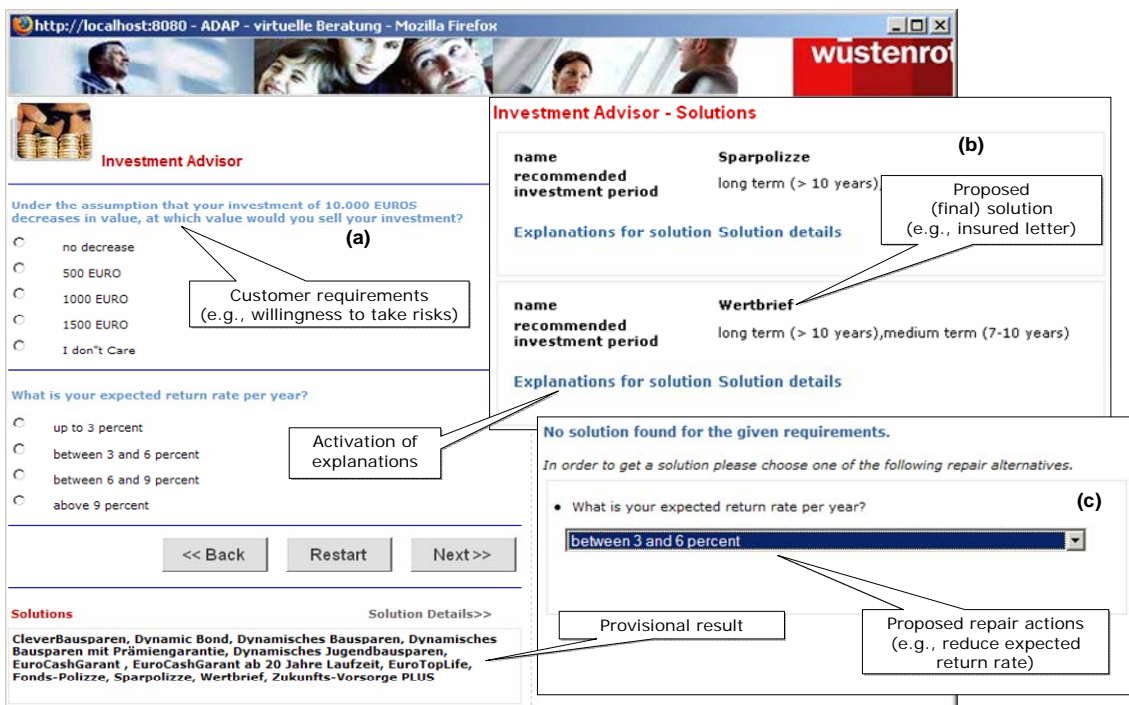 http://localhost:8080 - ADAP - virtuelle Beratung - Mozilla Firefox
wüstenrot
Investment Advisor
Under the assumption that your investment of 10.000 EUROS
decreases in value, at which value would you sell your investment?
(a)
no decrease
500 EURO
1000 EURO
1500 EURO
I don"t Care
Customer requirements
(e.g., willingness to take risks)
What is your expected return rate per year?
up to 3 percent
between 3 and 6 percent
between 6 and 9 percent
above 9 percent
Activation of
explanations
<< Back
Restart
Next>>
Solutions
Solution Details>>
CleverBausparen, Dynamic Bond, Dynamisches Bausparen, Dynamisches
Bausparen mit Prämiengarantie, Dynamisches Jugendbausparen,
EuroCashGarant , EuroCashGarant ab 20 Jahre Laufzeit, EuroTopLife,
Fonds-Polizze, Sparpolizze, Wertbrief, Zukunfts-Vorsorge PLUS
Provisional result
Investment Advisor - Solutions
(b)
name Sparpolizze
recommended
investment period long term (> 10 years),
Explanations for solution Solution details
Proposed
(final) solution
(e.g., insured letter)
name Wertbrief
recommended
investment period long term (> 10 years),medium term (7-10 years)
Explanations for solution Solution details
No solution found for the given requirements.
In order to get a solution please choose one of the following repair alternatives.
(c)
• What is your expected return rate per year?
between 3 and 6 percent
Proposed repair actions
(e.g., reduce expected
return rate)